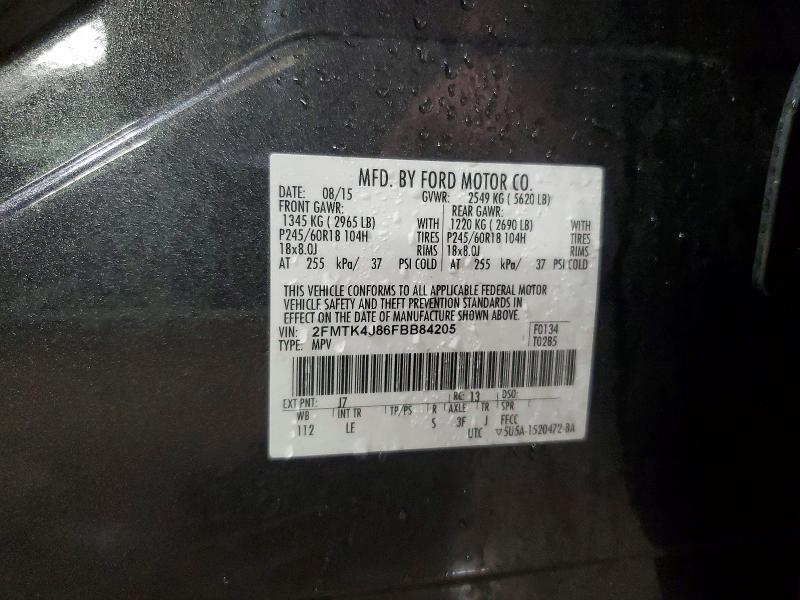 MFD. BY FORD MOTOR CO.
DATE: 08/15 GVWR: 2549 KG ( 5620 LB)
FRONT GAWR: REAR GAWR:
1345 KG ( 2965 LB) WITH 1220 KG ( 2690 LB) WITH
P245/60R18 104H TIRES P245/60R18 104H TIRES
18x8.0J RIMS 18x8.0J RIMS
AT 255 kPa/ 37 PSI COLD AT 255 kPa/ 37 PSI COLD
THIS VEHICLE CONFORMS TO ALL APPLICABLE FEDERAL MOTOR
VEHICLE SAFETY AND THEFT PREVENTION STANDARDS IN
EFFECT ON THE DATE OF MANUFACTURE SHOWN ABOVE.
VIN: 2FMTK4J86FBB84205 F0134
TYPE: MPV T0285
EXT PNT: J7 RC: 13 DSO:
WB INT TR TP/PS R AXLE TR SPR
112 LE S 3F J FFCC
UTC ▽5U5A-1520472-BA